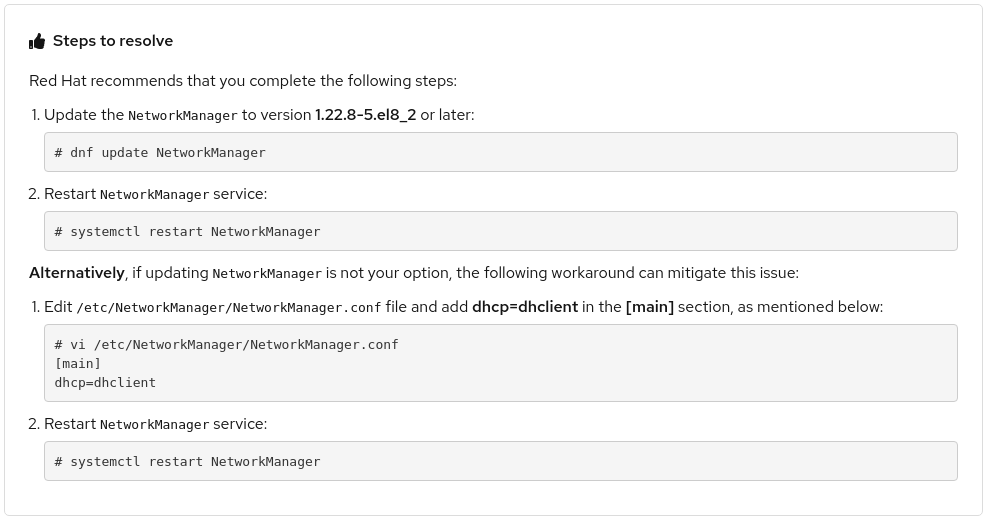 Steps to resolve
Red Hat recommends that you complete the following steps:
1. Update the NetworkManager to version 1.22.8-5.el8_2 or later:
# dnf update NetworkManager
2. Restart NetworkManager service:
# systemctl restart NetworkManager
Alternatively, if updating NetworkManager is not your option, the following workaround can mitigate this issue:
1. Edit /etc/NetworkManager/NetworkManager.conf file and add dhcp=dhclient in the [main] section, as mentioned below:
# vi /etc/NetworkManager/NetworkManager.conf
[main]
dhcp=dhclient
2. Restart NetworkManager service:
# systemctl restart NetworkManager